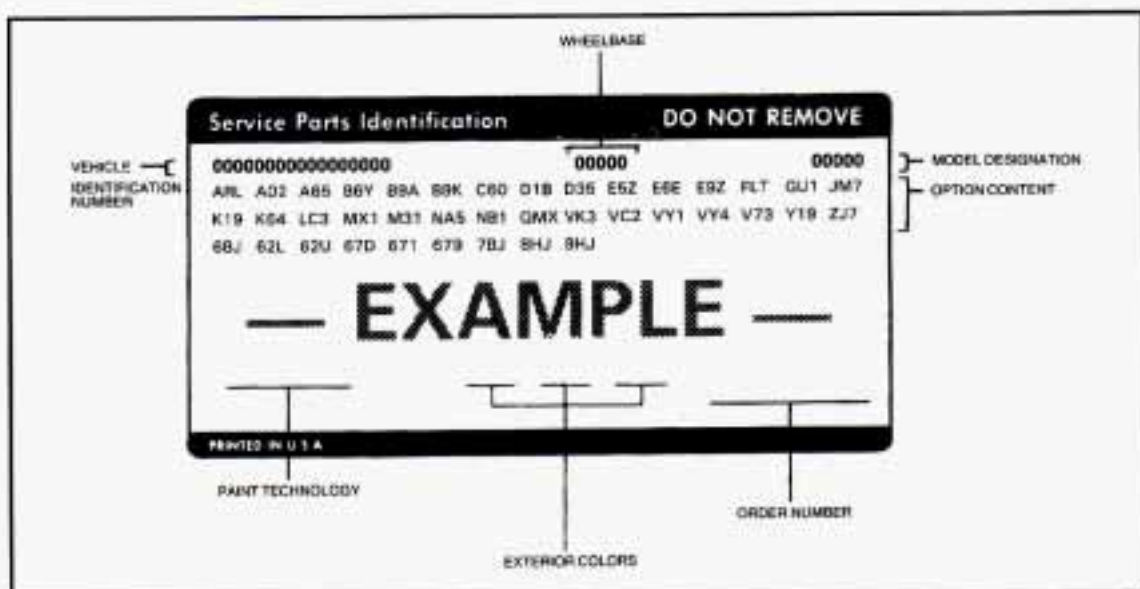 WHEELBASE
Service Parts Identification DO NOT REMOVE
VEHICLE IDENTIFICATION NUMBER
00000000000000000 00000 00000
MODEL DESIGNATION
OPTION CONTENT
ARL A02 A65 B6Y B9A B9K C60 D1B D35 E5Z E6E E9Z FLT GU1 JM7
K19 K64 LC3 MX1 M31 NA5 NB1 QMX VK3 VC2 VY1 VY4 V73 Y19 ZJ7
6BJ 62L 62U 67D 671 679 7BJ 8HJ 9HJ
— EXAMPLE —
PRINTED IN U S A
PAINT TECHNOLOGY
ORDER NUMBER
EXTERIOR COLORS